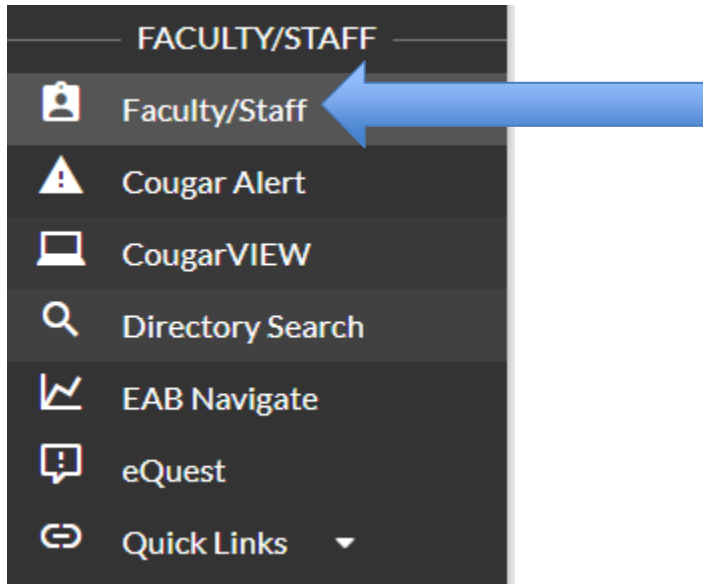 FACULTY/STAFF
Faculty/Staff
Cougar Alert
CougarVIEW
Directory Search
EAB Navigate
eQuest
Quick Links